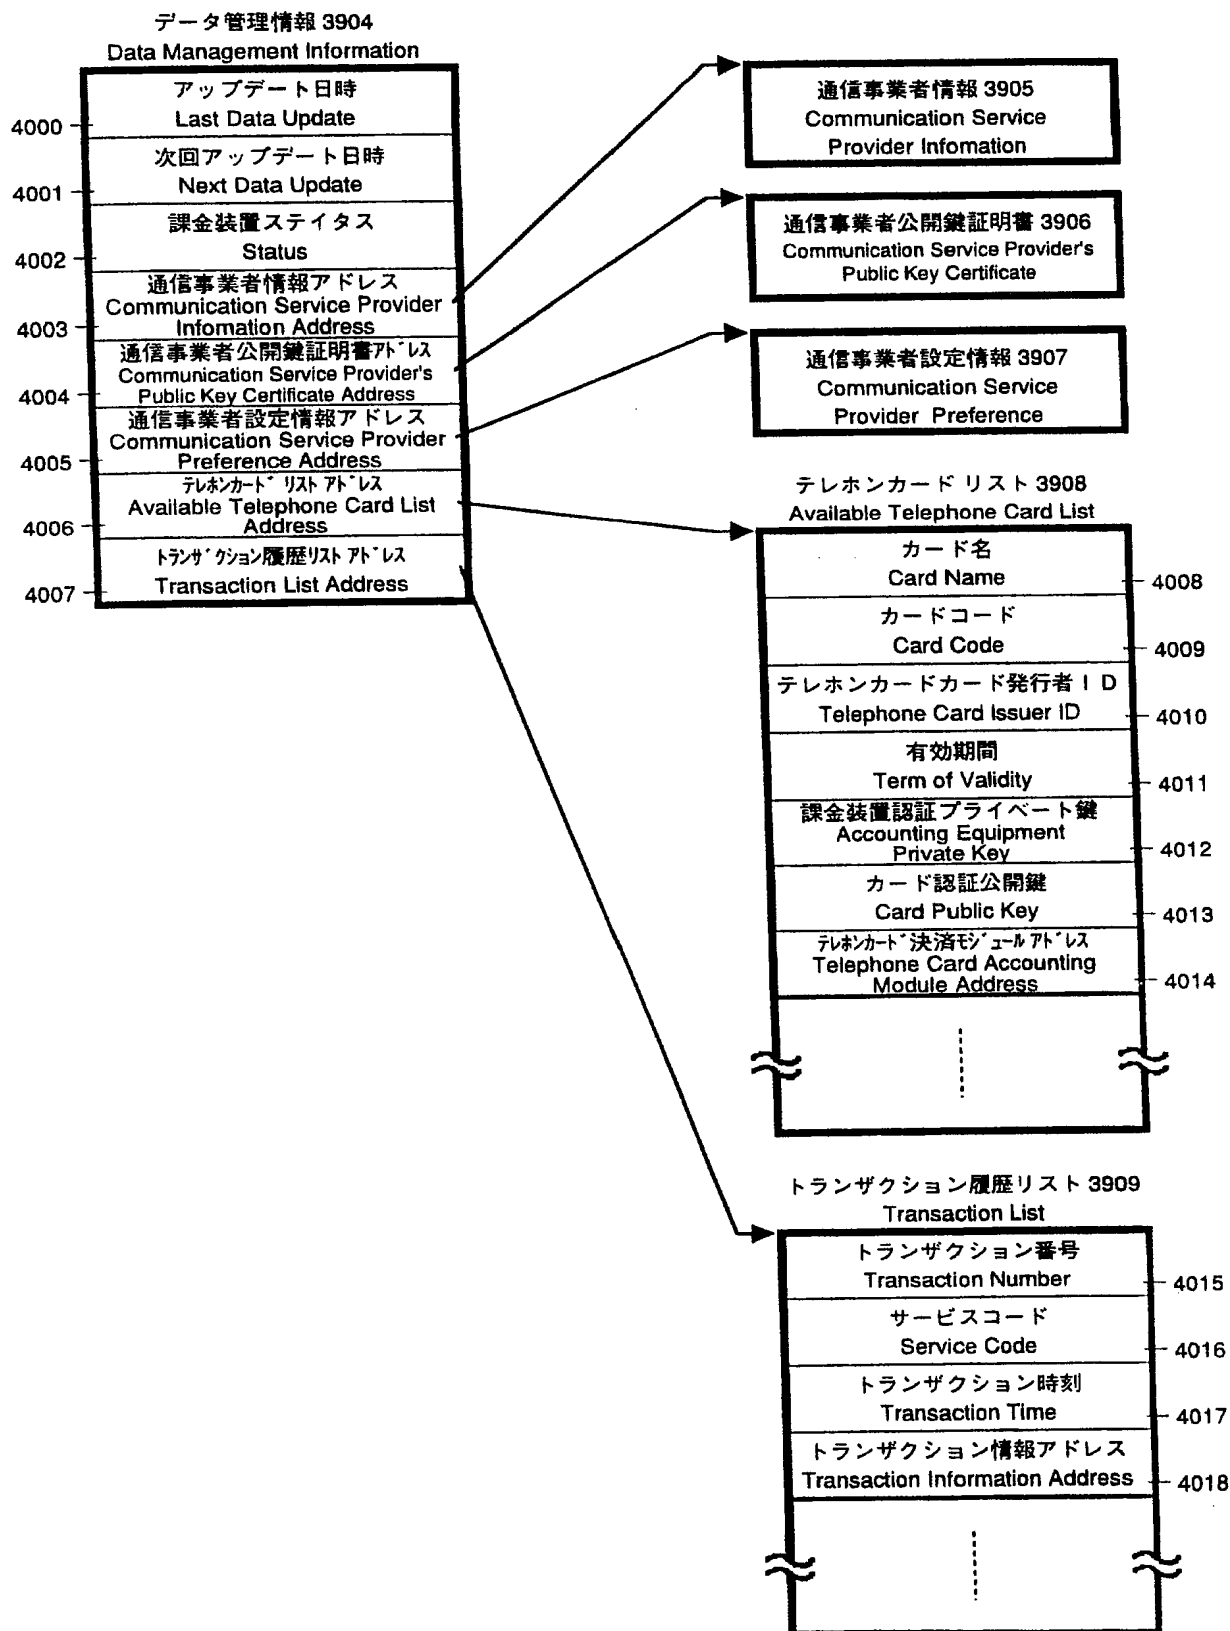 データ管理情報 3904
Data Management Information
アップデート日時
Last Data Update
4000
次回アップデート日時
Next Data Update
4001
課金装置ステイタス
Status
4002
通信事業者情報アドレス
Communication Service Provider
Infomation Address
4003
通信事業者公開鍵証明書アドレス
Communication Service Provider's
Public Key Certificate Address
4004
通信事業者設定情報アドレス
Communication Service Provider
Preference Address
4005
テレホンカード リスト アドレス
Available Telephone Card List
Address
4006
トランザクション履歴リスト アドレス
Transaction List Address
4007
通信事業者情報 3905
Communication Service
Provider Infomation
通信事業者公開鍵証明書 3906
Communication Service Provider's
Public Key Certificate
通信事業者設定情報 3907
Communication Service
Provider Preference
テレホンカード リスト 3908
Available Telephone Card List
カード名
Card Name
4008
カードコード
Card Code
4009
テレホンカードカード発行者ID
Telephone Card Issuer ID
4010
有効期間
Term of Validity
4011
課金装置認証プライベート鍵
Accounting Equipment
Private Key
4012
カード認証公開鍵
Card Public Key
4013
テレホンカード決済モジュール アドレス
Telephone Card Accounting
Module Address
4014
トランザクション履歴リスト 3909
Transaction List
トランザクション番号
Transaction Number
4015
サービスコード
Service Code
4016
トランザクション時刻
Transaction Time
4017
トランザクション情報アドレス
Transaction Information Address
4018